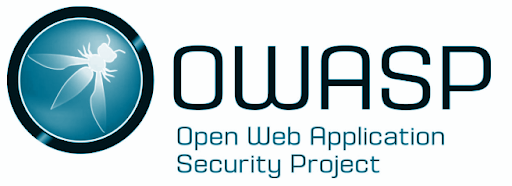 OWASP
Open Web Application
Security Project